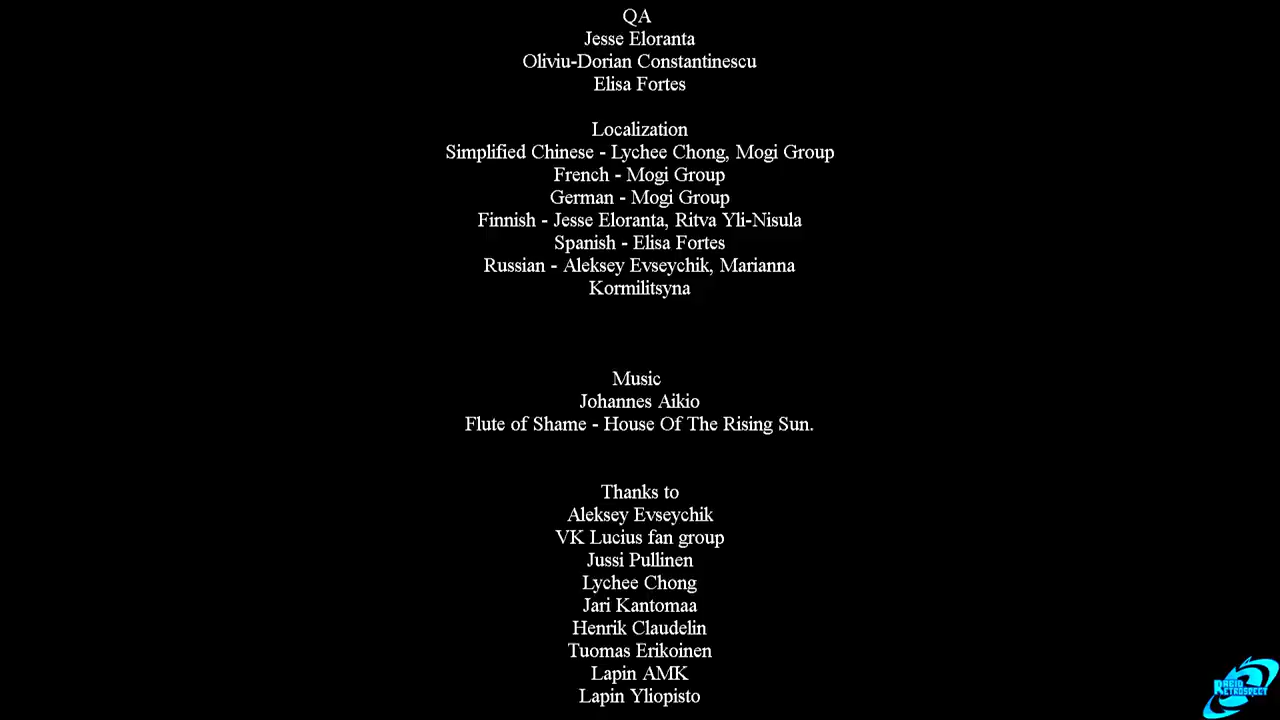 QA
Jesse Eloranta
Oliviu-Dorian Constantinescu
Elisa Fortes
Localization
Simplified Chinese - Lychee Chong, Mogi Group
French - Mogi Group
German - Mogi Group
Finnish - Jesse Eloranta, Ritva Yli-Nisula
Spanish - Elisa Fortes
Russian - Aleksey Evseychik, Marianna
Kormilitsyna
Music
Johannes Aikio
Flute of Shame - House Of The Rising Sun.
Thanks to
Aleksey Evseychik
VK Lucius fan group
Jussi Pullinen
Lychee Chong
Jari Kantomaa
Henrik Claudelin
Tuomas Erikoinen
Lapin AMK
Lapin Yliopisto
RETROSPECT